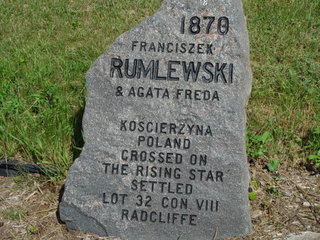 1870
FRANCISZEK
RUMLEWSKI
& AGATA FREDA
KOSCIERZYNA
POLAND
CROSSED ON
THE RISING STAR
SETTLED
LOT 32 CON VIII
RADCLIFFE